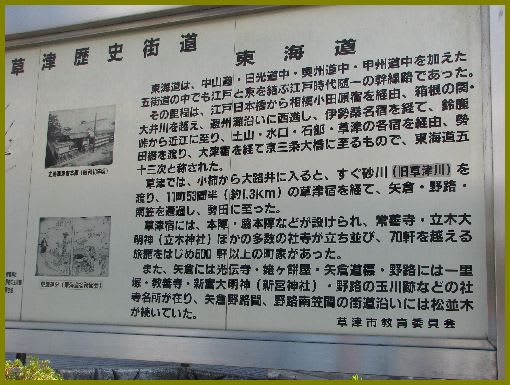 草津歴史街道 東海道
東海道は、中山道・日光道中・奥州道中・甲州道中を加えた
五街道の中でも江戸と京を結ぶ江戸時代随一の幹線路であった。
その里程は、江戸日本橋から相模小田原宿を経由、箱根の関・
大井川を越え、遠州灘沿いに西進し、伊勢桑名宿を経て、鈴鹿
峠から近江に至り、土山・水口・石部・草津の各宿を経由、勢
田橋を渡り、大津宿を経て京三条大橋に至るもので、東海道五
十三次と称された。
草津では、小柿から大路井に入ると、すぐ砂川（旧草津川）を
渡り、11町53間半（約1.3Km）の草津宿を経て、矢倉・野路・
南笠を通過し、勢田に至った。
草津宿には、本陣・脇本陣などが設けられ、常善寺・立木大
明神（立木神社）ほかの多数の社寺が立ち並び、70軒を越える
旅籠をはじめ500軒以上の町家があった。
また、矢倉には光伝寺・姥ヶ餅屋・矢倉道標・野路には一里
塚・教善寺・新宮大明神（新宮神社）・野路の玉川跡などの社
寺名所が在り、矢倉野路間、野路南笠間の街道沿いには松並木
が続いていた。
草津市教育委員会